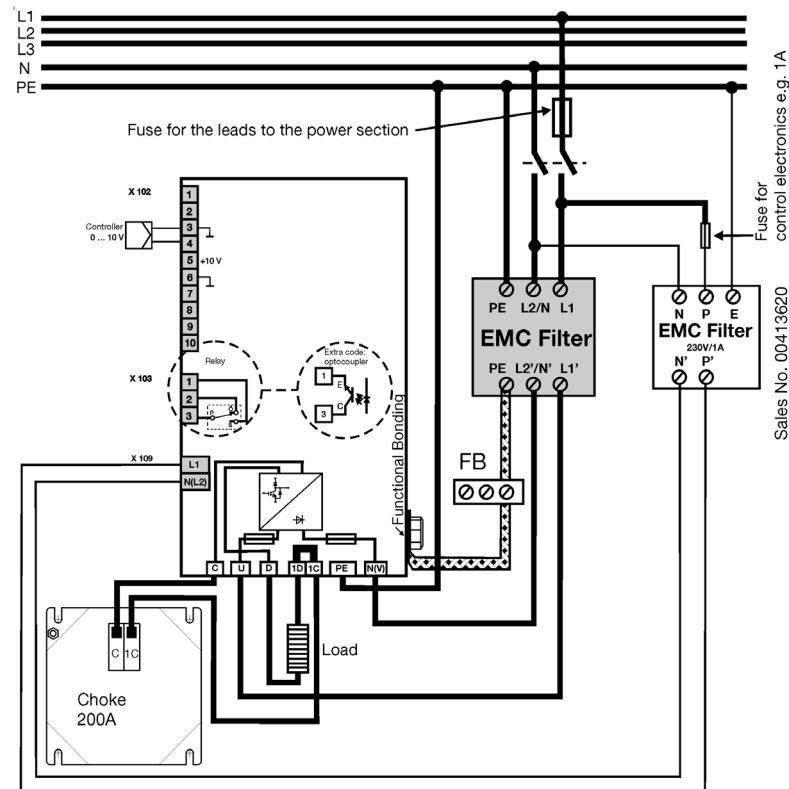 L1
L2
L3
N
PE
Fuse for the leads to the power section
Fuse for
control electronics e.g. 1A
X 102
1
2
3
4
5
+10 V
6
7
8
9
10
Controller
0 ... 10 V
PE
L2/N
L1
EMC Filter
PE
L2'/N'
L1'
N
P
E
EMC Filter
230V/1A
N'
P'
Sales No. 00413620
Relay
X 103
1
2
3
P
Extra code:
optocoupler
1
E
C
3
Functional Bonding
FB
X 109
L1
N(L2)
C
U
D
1D
1C
PE
N(V)
Load
C
1C
Choke
200A